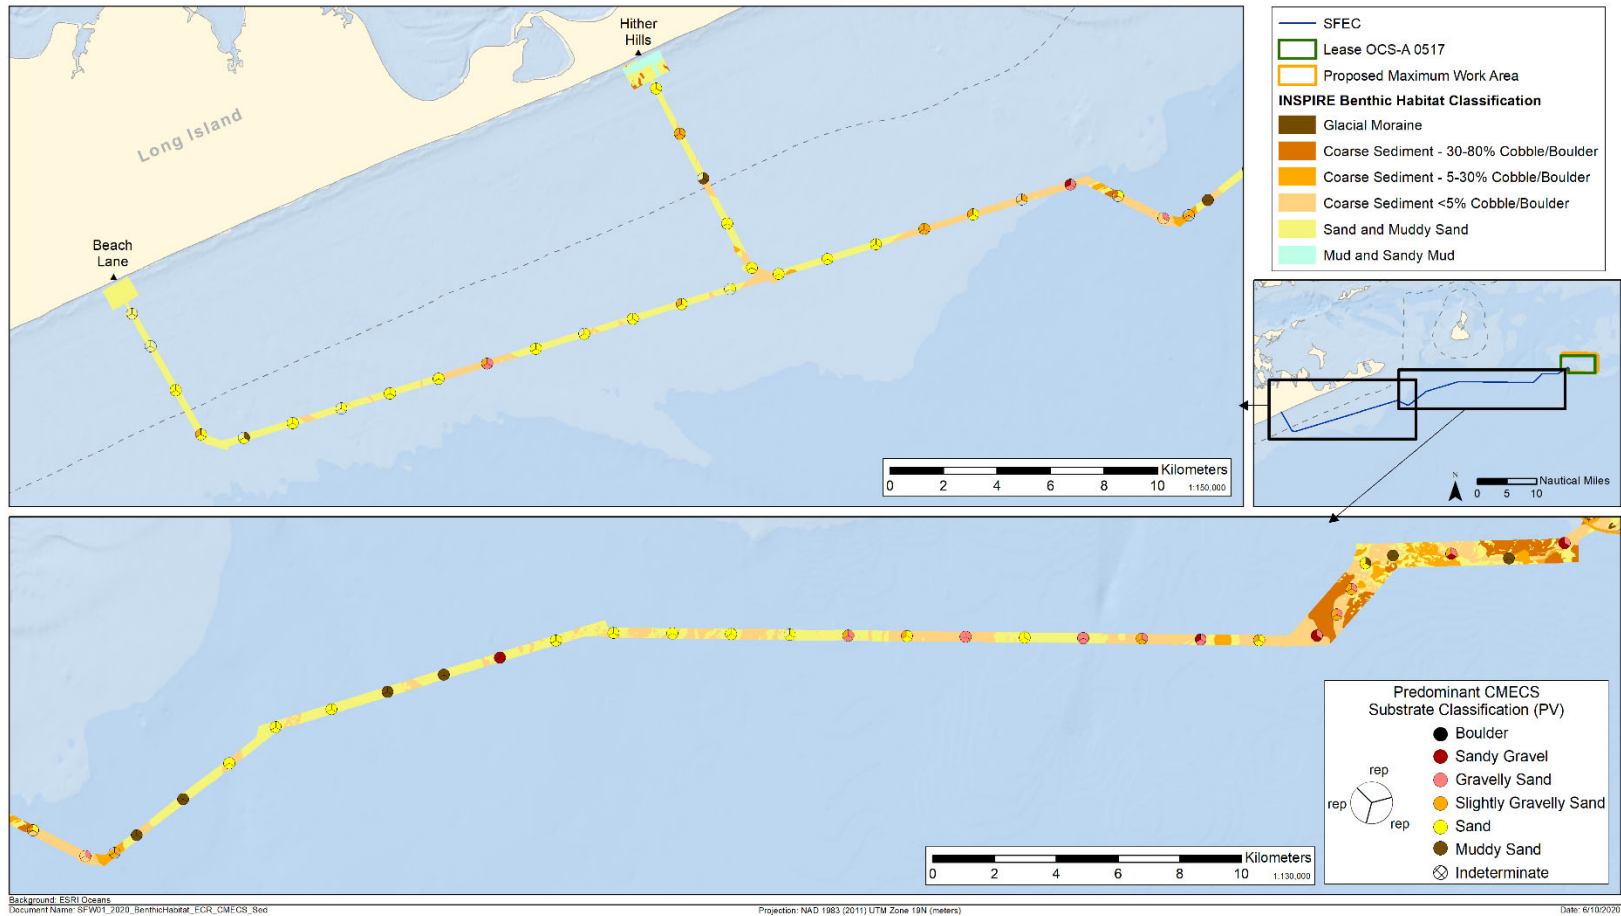 Hither
Hills
Long Island
Beach
Lane
Kilometers
0 2 4 6 8 10 1:150,000
SFEC
Lease OCS-A 0517
Proposed Maximum Work Area
INSPIRE Benthic Habitat Classification
Glacial Moraine
Coarse Sediment - 30-80% Cobble/Boulder
Coarse Sediment - 5-30% Cobble/Boulder
Coarse Sediment <5% Cobble/Boulder
Sand and Muddy Sand
Mud and Sandy Mud
N
Nautical Miles
0 5 10
Predominant CMECS
Substrate Classification (PV)
Boulder
Sandy Gravel
Gravelly Sand
Slightly Gravelly Sand
Sand
Muddy Sand
Indeterminate
rep
rep
rep
Kilometers
0 2 4 6 8 10 1:130,000
Background: ESRI Oceans
Document Name: SFW01_2020_BenthicHabitat_ECR_CMECS_Sed
Projection: NAD 1983 (2011) UTM Zone 19N (meters)
Date: 6/10/2020